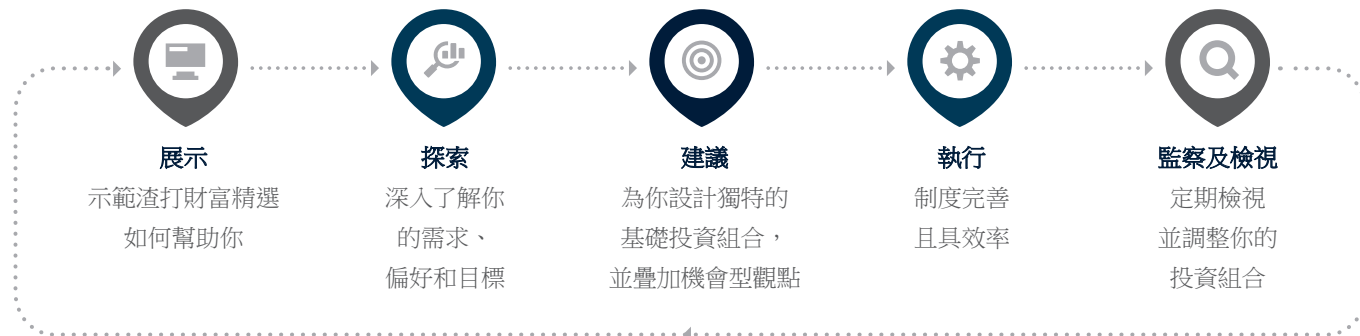 展示
示範渣打財富精選
如何幫助你
探索
深入了解你
的需求、
偏好和目標
建議
為你設計獨特的
基礎投資組合，
並疊加機會型觀點
執行
制度完善
且具效率
監察及檢視
定期檢視
並調整你的
投資組合